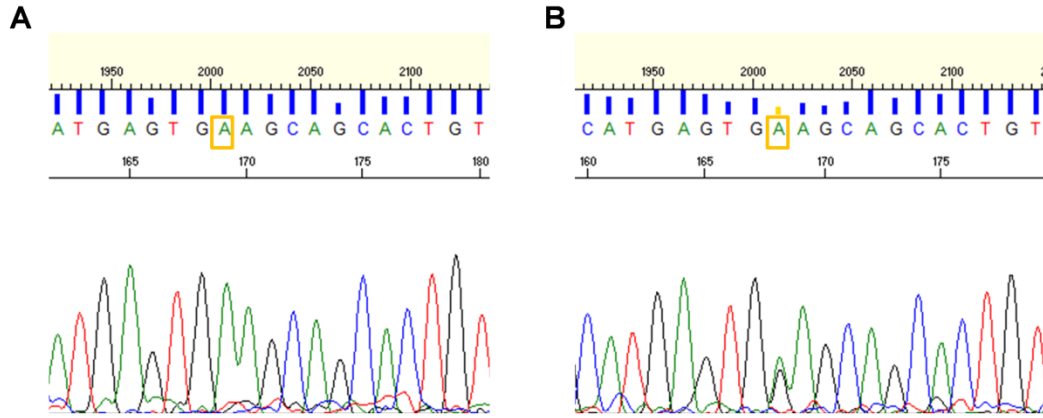 A
1950 2000 2050 2100
A T G A G T G A A G C A G C A C T G T
165 170 175 180
B
1950 2000 2050 2100
C A T G A G T G A A G C A G C A C T G T
160 165 170 175